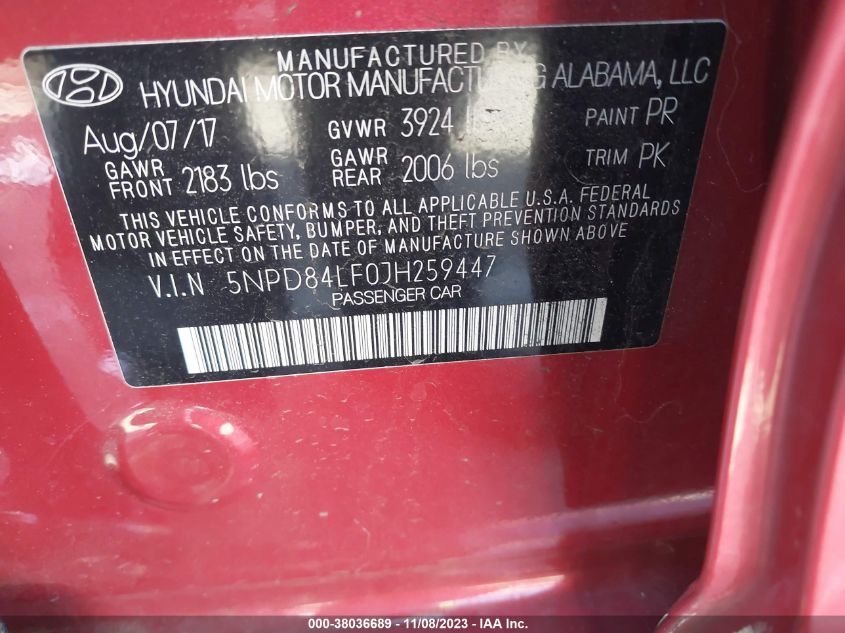 MANUFACTURED BY
HYUNDAI MOTOR MANUFACTURING ALABAMA, LLC
Aug/07/17 GVWR 3924 PAINT PR
GAWR FRONT 2183 lbs GAWR REAR 2006 lbs TRIM PK
THIS VEHICLE CONFORMS TO ALL APPLICABLE U.S.A. FEDERAL
MOTOR VEHICLE SAFETY, BUMPER, AND THEFT PREVENTION STANDARDS
IN EFFECT ON THE DATE OF MANUFACTURE SHOWN ABOVE
V.I.N 5NPD84LF0JH259447
PASSENGER CAR
000-38036689 - 11/08/2023 - IAA Inc.